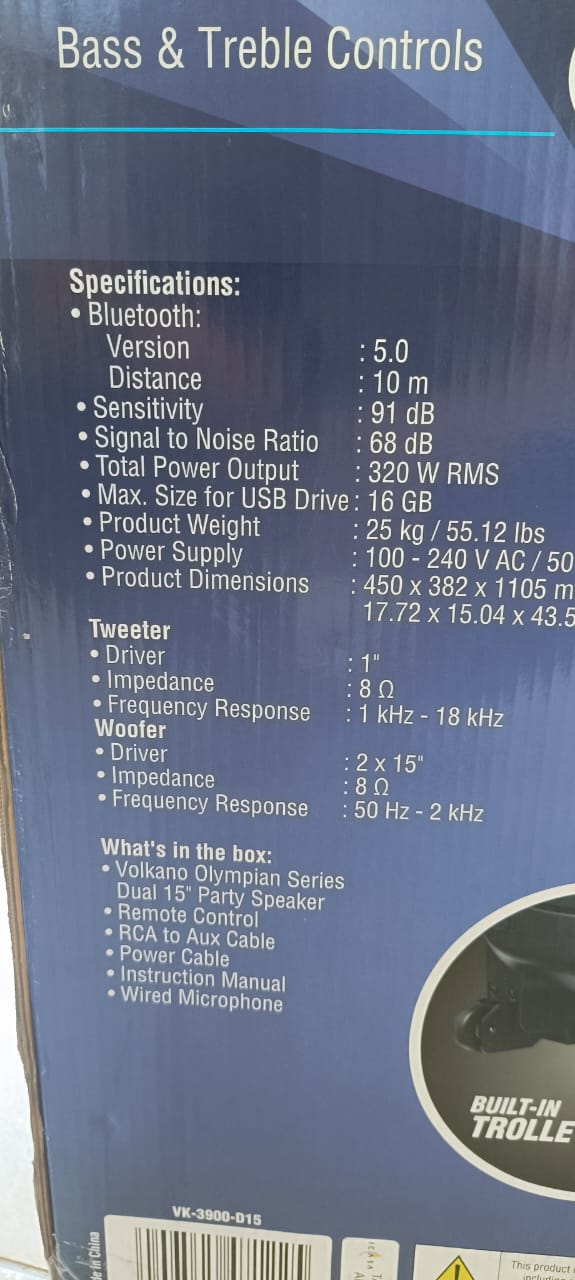 Bass & Treble Controls
Specifications:
• Bluetooth:
Version : 5.0
Distance : 10 m
• Sensitivity : 91 dB
• Signal to Noise Ratio : 68 dB
• Total Power Output : 320 W RMS
• Max. Size for USB Drive : 16 GB
• Product Weight : 25 kg / 55.12 lbs
• Power Supply : 100 - 240 V AC / 50
• Product Dimensions : 450 x 382 x 1105 m
17.72 x 15.04 x 43.5
Tweeter
• Driver : 1"
• Impedance : 8 Ω
• Frequency Response : 1 kHz - 18 kHz
Woofer
• Driver : 2 x 15"
• Impedance : 8 Ω
• Frequency Response : 50 Hz - 2 kHz
What's in the box:
• Volkano Olympian Series
Dual 15" Party Speaker
• Remote Control
• RCA to Aux Cable
• Power Cable
• Instruction Manual
• Wired Microphone
BUILT-IN
TROLLE
VK-3900-D15
in China
ICASA
This product